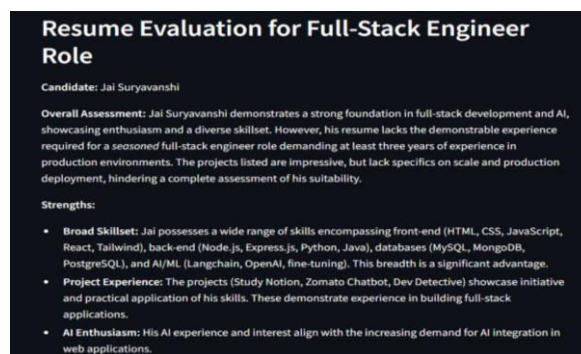 Resume Evaluation for Full-Stack Engineer
Role
Candidate: Jai Suryavanshi
Overall Assessment: Jai Suryavanshi demonstrates a strong foundation in full-stack development and AI,
showcasing enthusiasm and a diverse skillset. However, his resume lacks the demonstrable experience
required for a seasoned full-stack engineer role demanding at least three years of experience in
production environments. The projects listed are impressive, but lack specifics on scale and production
deployment, hindering a complete assessment of his suitability.
Strengths:
• Broad Skillset: Jai possesses a wide range of skills encompassing front-end (HTML, CSS, JavaScript,
React, Tailwind), back-end (Node.js, Express.js, Python, Java), databases (MySQL, MongoDB,
PostgreSQL), and AI/ML (Langchain, OpenAI, fine-tuning). This breadth is a significant advantage.
• Project Experience: The projects (Study Notion, Zomato Chatbot, Dev Detective) showcase initiative
and practical application of his skills. These demonstrate experience in building full-stack
applications.
• AI Enthusiasm: His AI experience and interest align with the increasing demand for AI integration in
web applications.